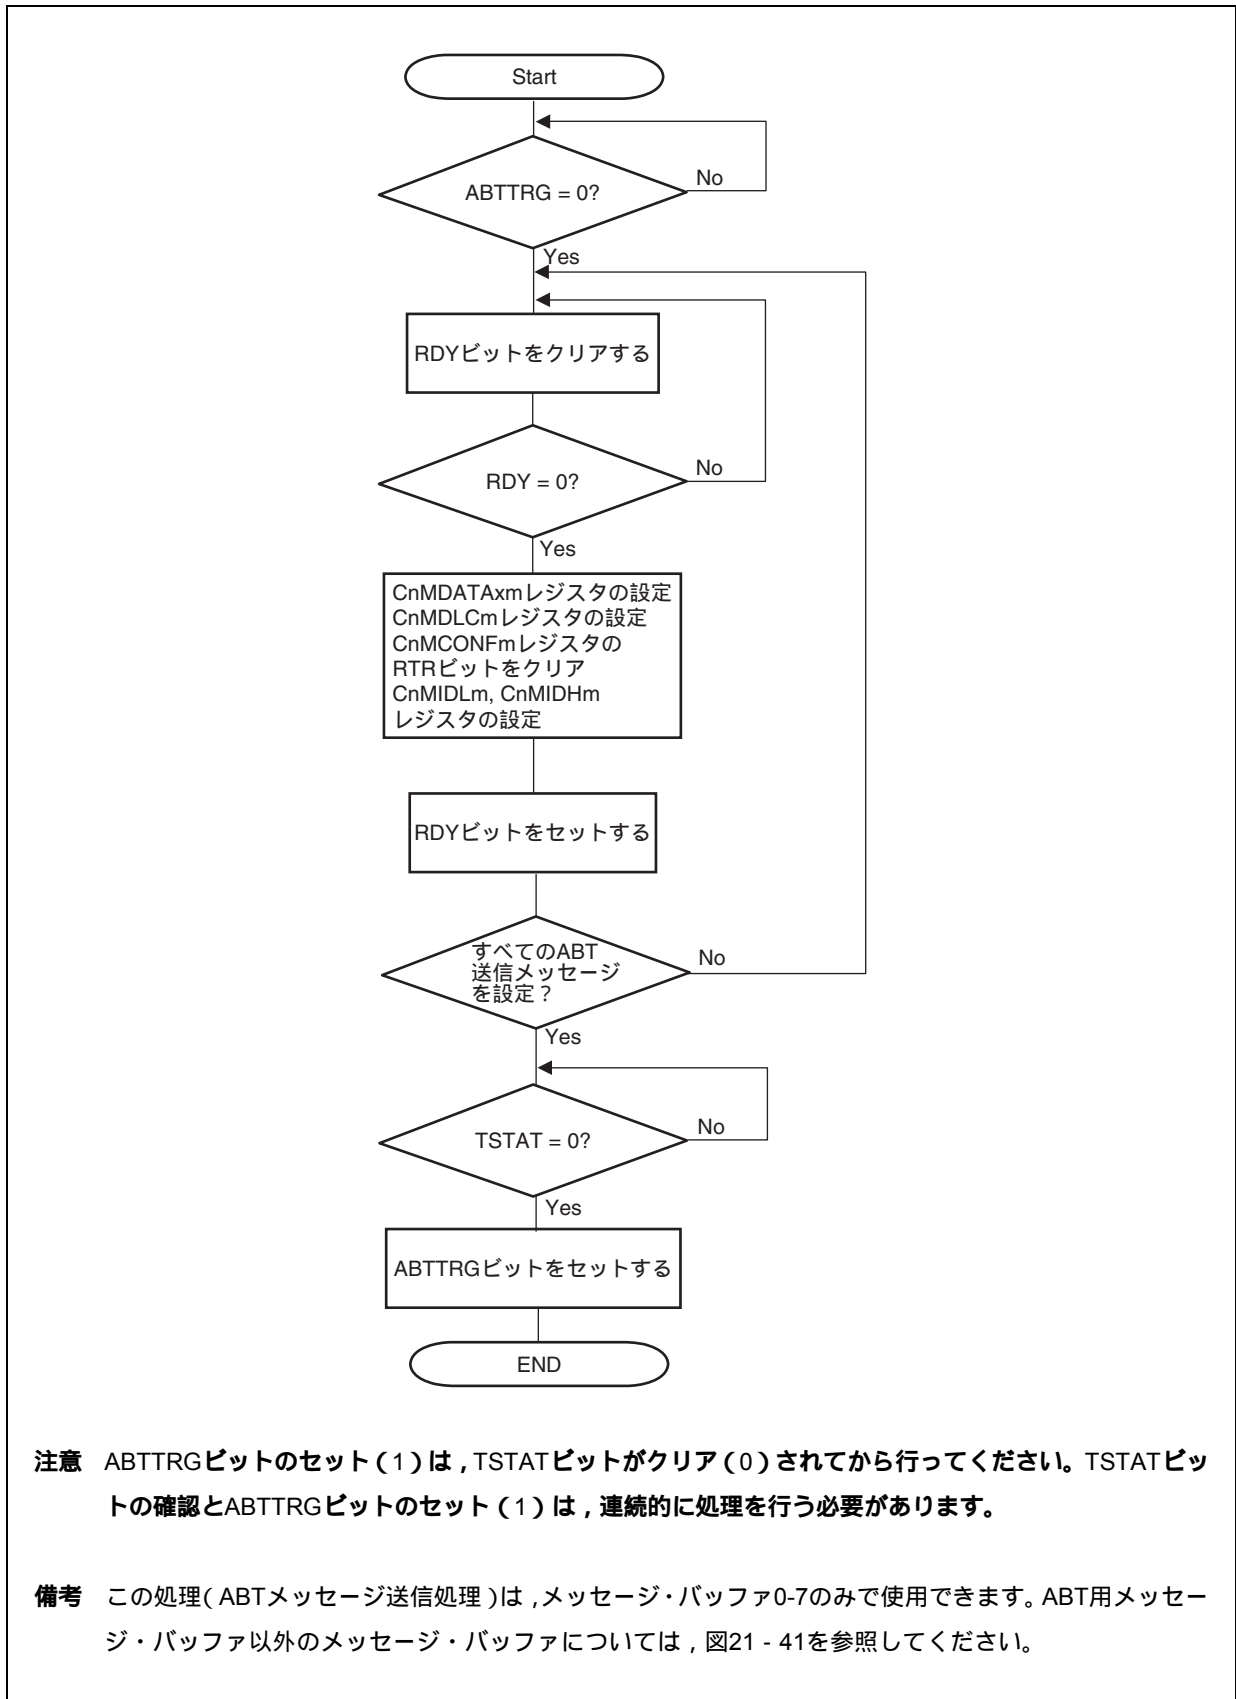 Start
ABTTRG = 0?
No
Yes
RDYビットをクリアする
RDY = 0?
No
Yes
CnMDATAxmレジスタの設定
CnMDLCmレジスタの設定
CnMCONFmレジスタの
RTRビットをクリア
CnMIDLm, CnMIDHm
レジスタの設定
RDYビットをセットする
すべてのABT
送信メッセージ
を設定？
No
Yes
TSTAT = 0?
No
Yes
ABTTRGビットをセットする
END
注意 ABTTRGビットのセット（1）は，TSTATビットがクリア（0）されてから行ってください。TSTATビッ
トの確認とABTTRGビットのセット（1）は，連続的に処理を行う必要があります。
備考 この処理（ABTメッセージ送信処理）は，メッセージ・バッファ0-7のみで使用できます。ABT用メッセー
ジ・バッファ以外のメッセージ・バッファについては，図21 - 41を参照してください。